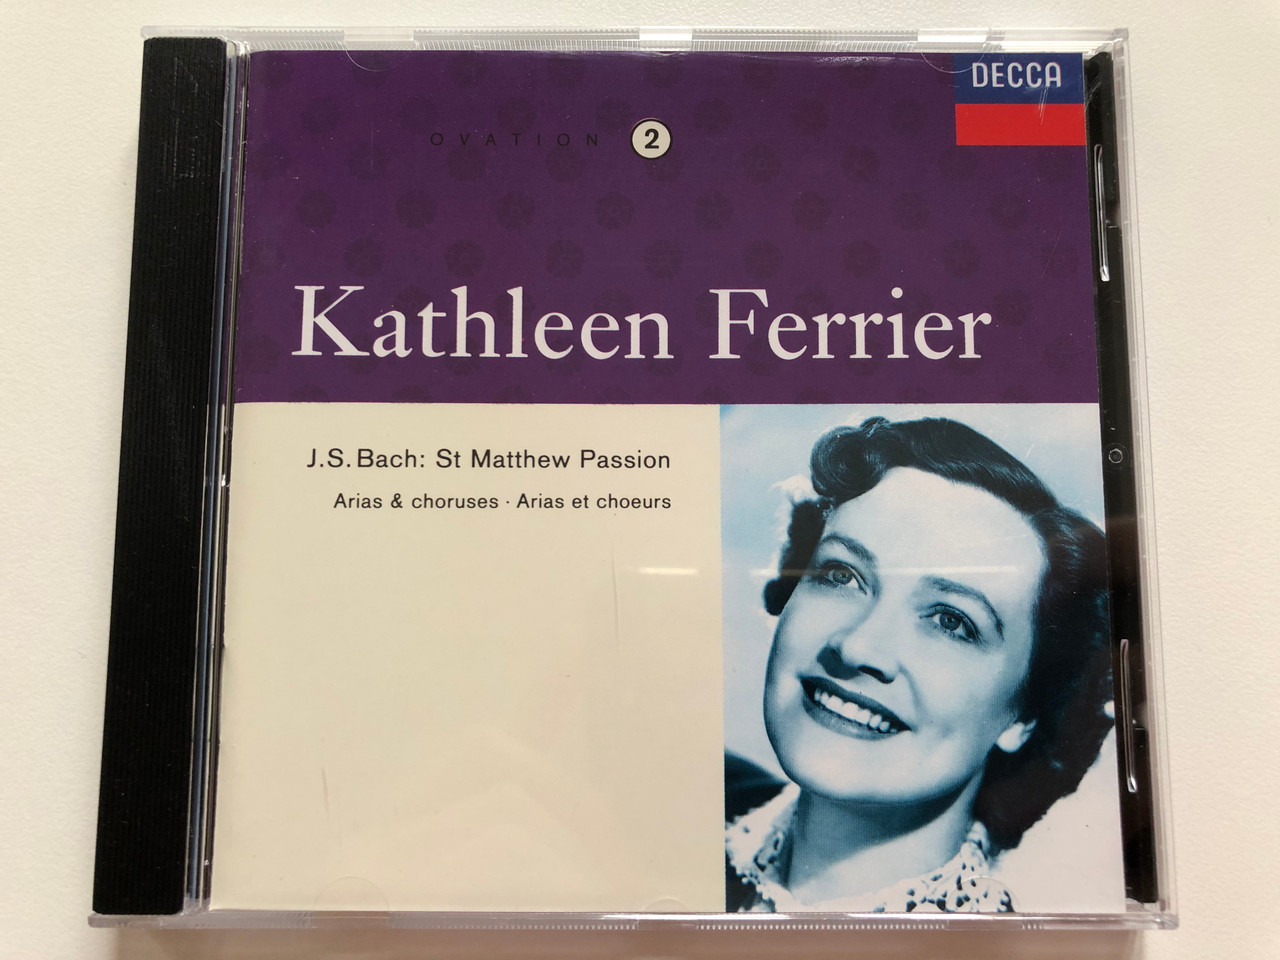 DECCA
OVATION 2
Kathleen Ferrier
J.S. Bach: St Matthew Passion
Arias & choruses · Arias et choeurs